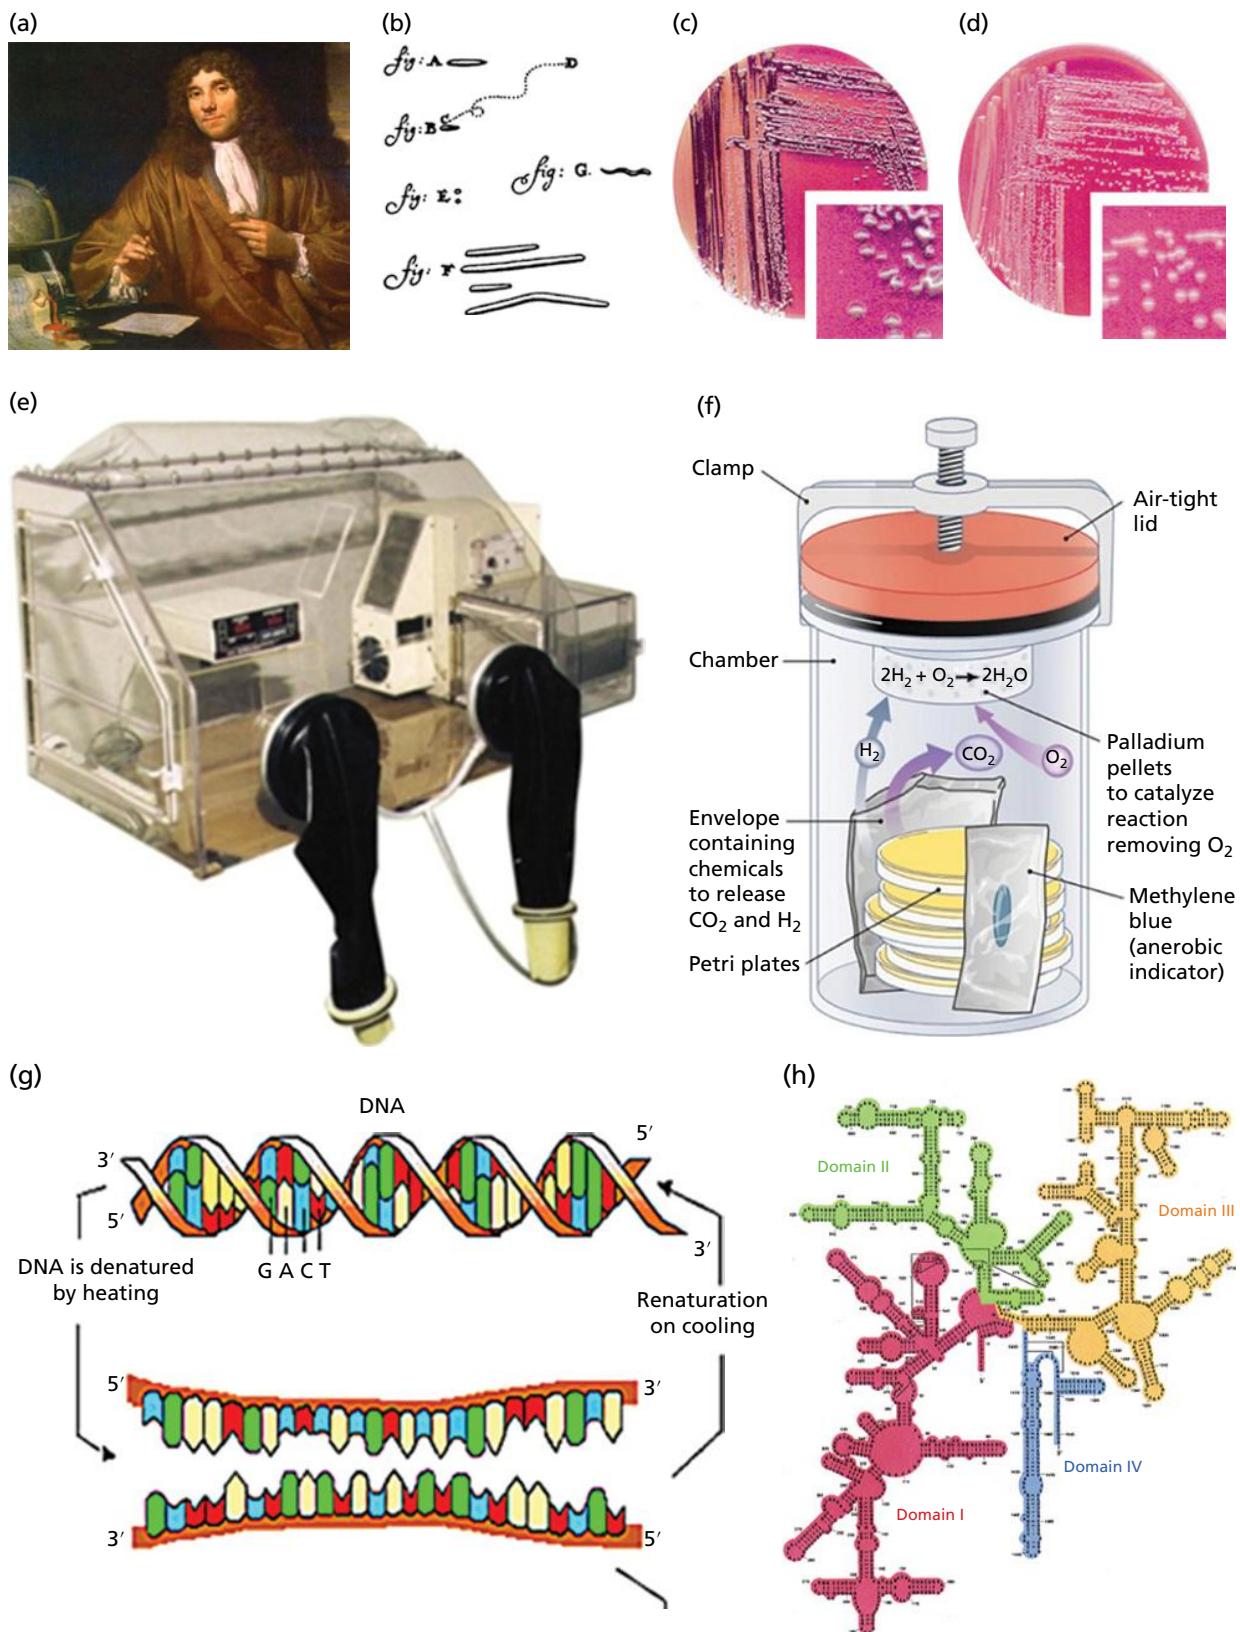 (a)
(b)
(c)
(d)
fig: A
D
fig: B
C
fig: G.
fig: E
fig: F
(e)
(f)
Clamp
Air-tight
lid
Chamber
2H₂ + O₂ → 2H₂O
H₂
CO₂
O₂
Palladium
pellets
to catalyze
reaction
removing O₂
Envelope
containing
chemicals
to release
CO₂ and H₂
Methylene
blue
(anerobic
indicator)
Petri plates
(g)
DNA
3′
5′
5′
3′
G A C T
DNA is denatured
by heating
Renaturation
on cooling
5′
3′
3′
5′
(h)
Domain II
Domain III
Domain IV
Domain I